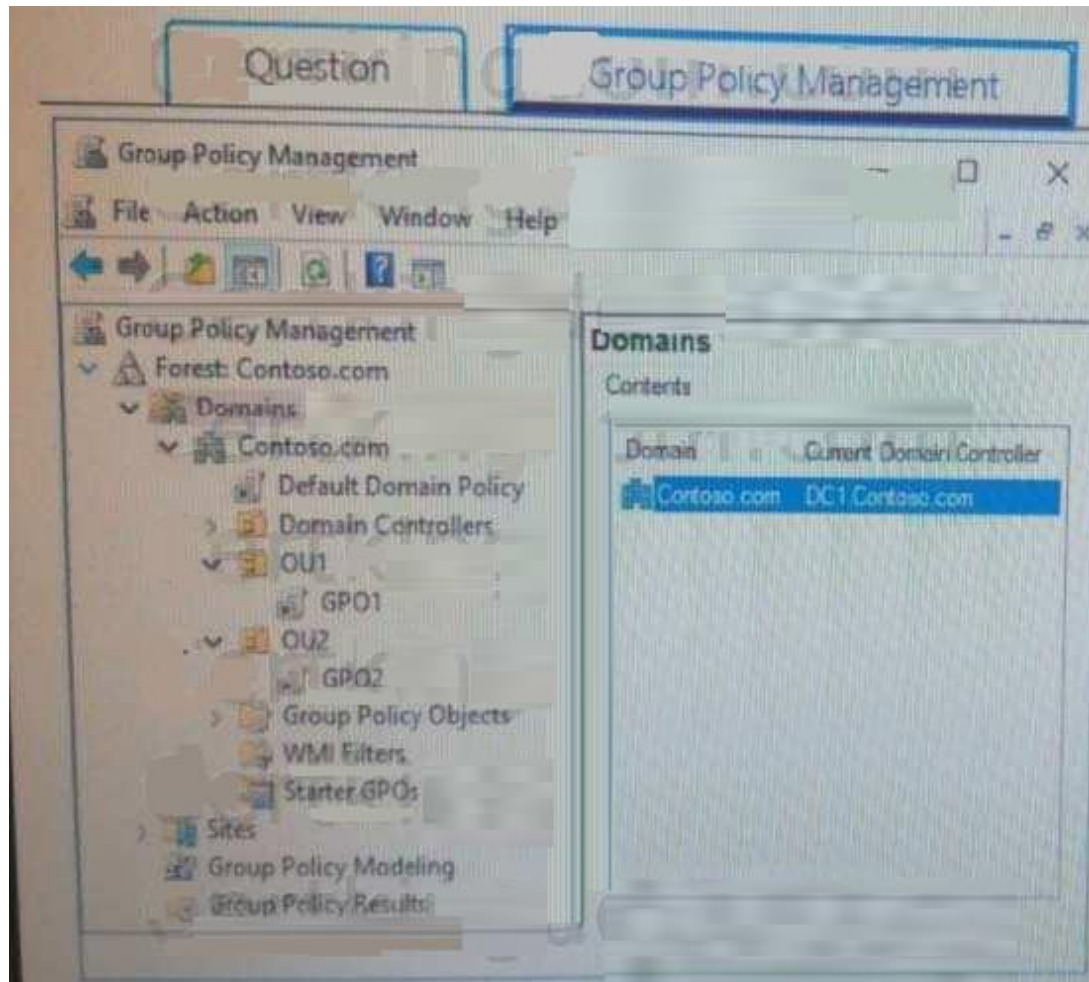 Question
Group Policy Management
Group Policy Management
File Action View Window Help
Group Policy Management
Forest: Contoso.com
Domains
Contoso.com
Default Domain Policy
Domain Controllers
OU1
GPO1
OU2
GPO2
Group Policy Objects
WMI Filters
Starter GPOs
Sites
Group Policy Modeling
Group Policy Results
Domains
Contents
Domain Current Domain Controller
Contoso.com DC1.Contoso.com